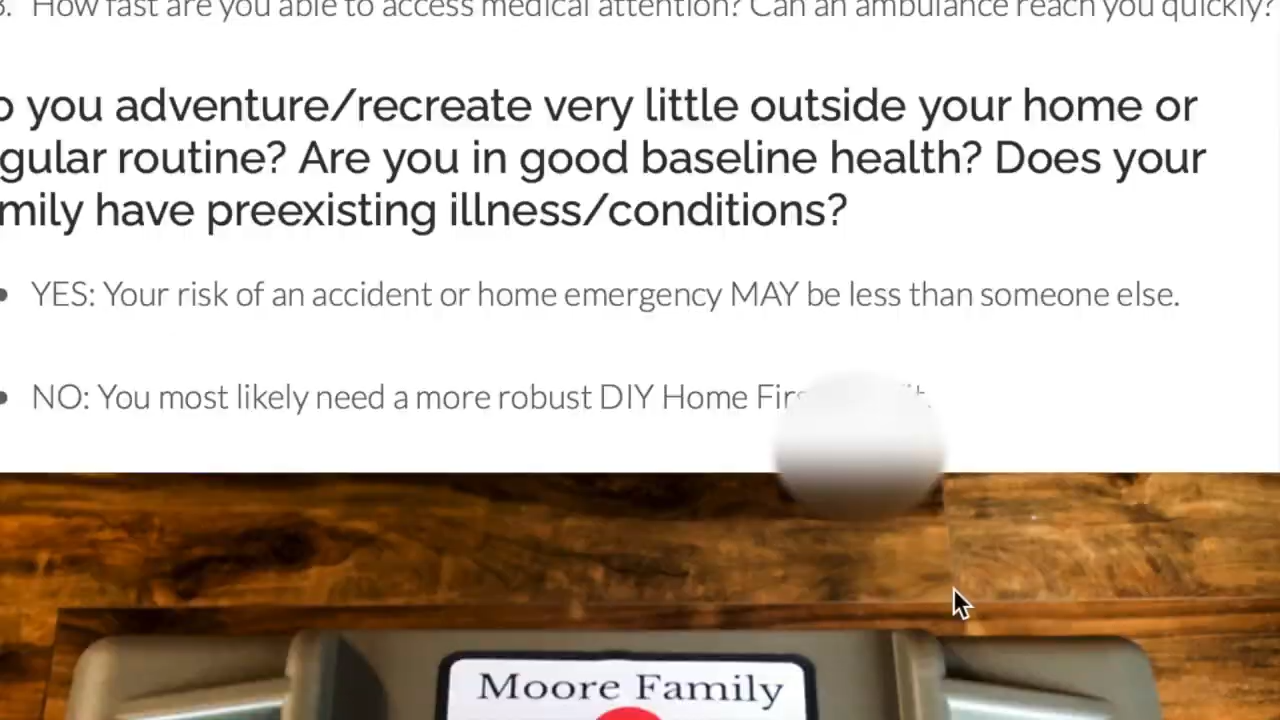 How fast are you able to access medical attention? Can an ambulance reach you quickly?
you adventure/recreate very little outside your home or
gular routine? Are you in good baseline health? Does your
mily have preexisting illness/conditions?
• YES: Your risk of an accident or home emergency MAY be less than someone else.
• NO: You most likely need a more robust DIY Home
Moore Family